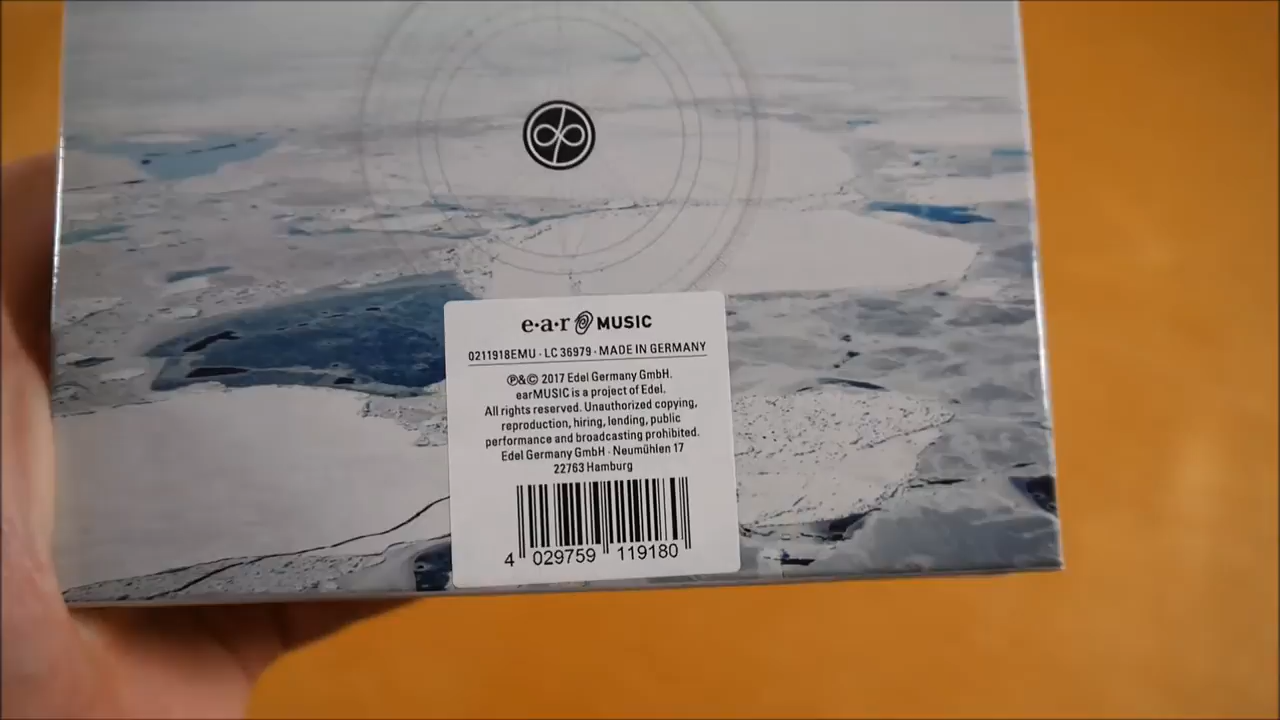 e·a·r MUSIC
0211918EMU · LC 36979 · MADE IN GERMANY
℗&© 2017 Edel Germany GmbH.
earMUSIC is a project of Edel.
All rights reserved. Unauthorized copying,
reproduction, hiring, lending, public
performance and broadcasting prohibited.
Edel Germany GmbH · Neumühlen 17
22763 Hamburg
4 029759 119180